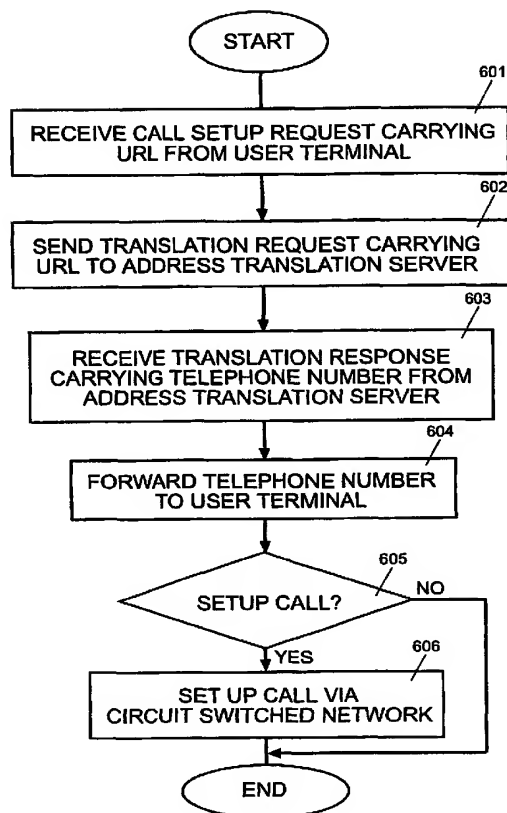 START
601
RECEIVE CALL SETUP REQUEST CARRYING
URL FROM USER TERMINAL
602
SEND TRANSLATION REQUEST CARRYING
URL TO ADDRESS TRANSLATION SERVER
603
RECEIVE TRANSLATION RESPONSE
CARRYING TELEPHONE NUMBER FROM
ADDRESS TRANSLATION SERVER
604
FORWARD TELEPHONE NUMBER
TO USER TERMINAL
605
SETUP CALL?
NO
YES
606
SET UP CALL VIA
CIRCUIT SWITCHED NETWORK
END